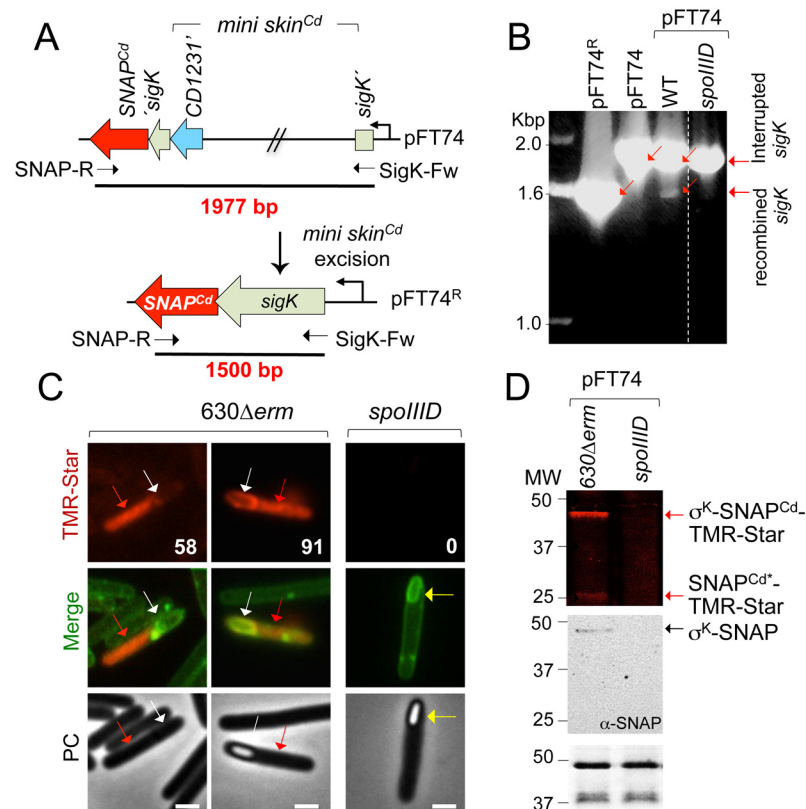 A
mini skinCd
SNAPCd
´sigK
CD1231’
sigK´
pFT74
SNAP-R
SigK-Fw
1977 bp
mini skinCd
excision
SNAPCd
sigK
pFT74R
SNAP-R
SigK-Fw
1500 bp
B
pFT74
pFT74R
pFT74
WT
spoIIID
Kbp
2.0
1.6
1.0
Interrupted
sigK
recombined
sigK
C
630Δerm
spoIIID
TMR-Star
58
91
0
Merge
PC
D
pFT74
630Δerm
spoIIID
MW
50
37
25
σK-SNAPCd-
TMR-Star
SNAPCd*-
TMR-Star
50
37
25
σK-SNAP
α-SNAP
50
37